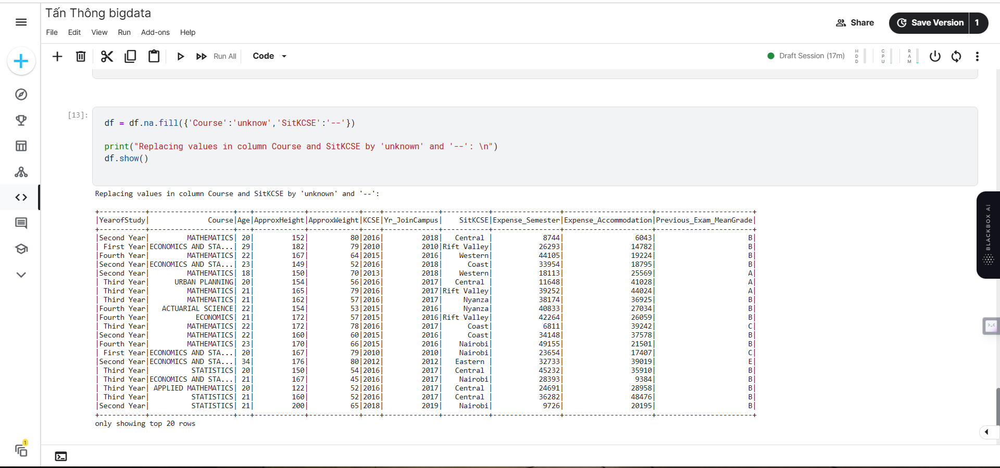 Tấn Thông bigdata
File Edit View Run Add-ons Help
Share
Save Version 1
Run All Code
Draft Session (17m) HDD CPU RAM
[13]:
df = df.na.fill({'Course':'unknow','SitKCSE':'--'})
print("Replacing values in column Course and SitKCSE by 'unknown' and '--': \n")
df.show()
Replacing values in column Course and SitKCSE by 'unknown' and '--':
+-----------+--------------------+---+------------+------------+----+-------------+-----------+----------------+---------------------+-----------------------+
|YearofStudy|              Course|Age|ApproxHeight|ApproxWeight|KCSE|Yr_JoinCampus|    SitKCSE|Expense_Semester|Expense_Accommodation|Previous_Exam_MeanGrade|
+-----------+--------------------+---+------------+------------+----+-------------+-----------+----------------+---------------------+-----------------------+
|Second Year|         MATHEMATICS| 20|         152|          80|2016|         2018|   Central |            8744|                 6043|                      B|
| First Year|ECONOMICS AND STA...| 29|         182|          79|2010|         2010|Rift Valley|           26293|                14782|                      B|
|Fourth Year|         MATHEMATICS| 22|         167|          64|2015|         2016|    Western|           44105|                19224|                      B|
|Second Year|ECONOMICS AND STA...| 23|         149|          52|2016|         2018|      Coast|           33954|                18795|                      B|
|Second Year|         MATHEMATICS| 18|         150|          70|2013|         2018|    Western|           18113|                25569|                      A|
| Third Year|      URBAN PLANNING| 20|         154|          56|2016|         2017|   Central |           11648|                41028|                      A|
| Third Year|         MATHEMATICS| 21|         165|          79|2016|         2017|Rift Valley|           39252|                44024|                      A|
| Third Year|         MATHEMATICS| 21|         162|          57|2016|         2017|     Nyanza|           38174|                36925|                      B|
|Fourth Year|   ACTUARIAL SCIENCE| 22|         154|          53|2015|         2016|     Nyanza|           40833|                27034|                      B|
|Fourth Year|           ECONOMICS| 21|         172|          57|2015|         2016|Rift Valley|           42264|                26059|                      B|
| Third Year|         MATHEMATICS| 22|         172|          78|2016|         2017|      Coast|            6811|                39242|                      C|
|Second Year|         MATHEMATICS| 22|         160|          60|2015|         2016|      Coast|           34148|                37578|                      B|
|Fourth Year|         MATHEMATICS| 23|         170|          66|2015|         2016|    Nairobi|           49155|                21501|                      B|
| First Year|ECONOMICS AND STA...| 20|         167|          79|2010|         2010|    Nairobi|           23654|                17407|                      C|
|Second Year|ECONOMICS AND STA...| 34|         176|          80|2012|         2012|   Eastern |           32733|                39019|                      E|
| Third Year|          STATISTICS| 20|         150|          54|2016|         2017|   Central |           45232|                35910|                      B|
| Third Year|ECONOMICS AND STA...| 21|         167|          45|2016|         2017|    Nairobi|           28393|                 9384|                      B|
| Third Year| APPLIED MATHEMATICS| 20|         122|          52|2016|         2017|   Central |           24691|                28958|                      B|
| Third Year|          STATISTICS| 21|         160|          52|2016|         2017|   Central |           36282|                48476|                      B|
|Second Year|          STATISTICS| 21|         200|          65|2018|         2019|    Nairobi|            9726|                20195|                      B|
+-----------+--------------------+---+------------+------------+----+-------------+-----------+----------------+---------------------+-----------------------+
only showing top 20 rows
BLACKBOX AI
1